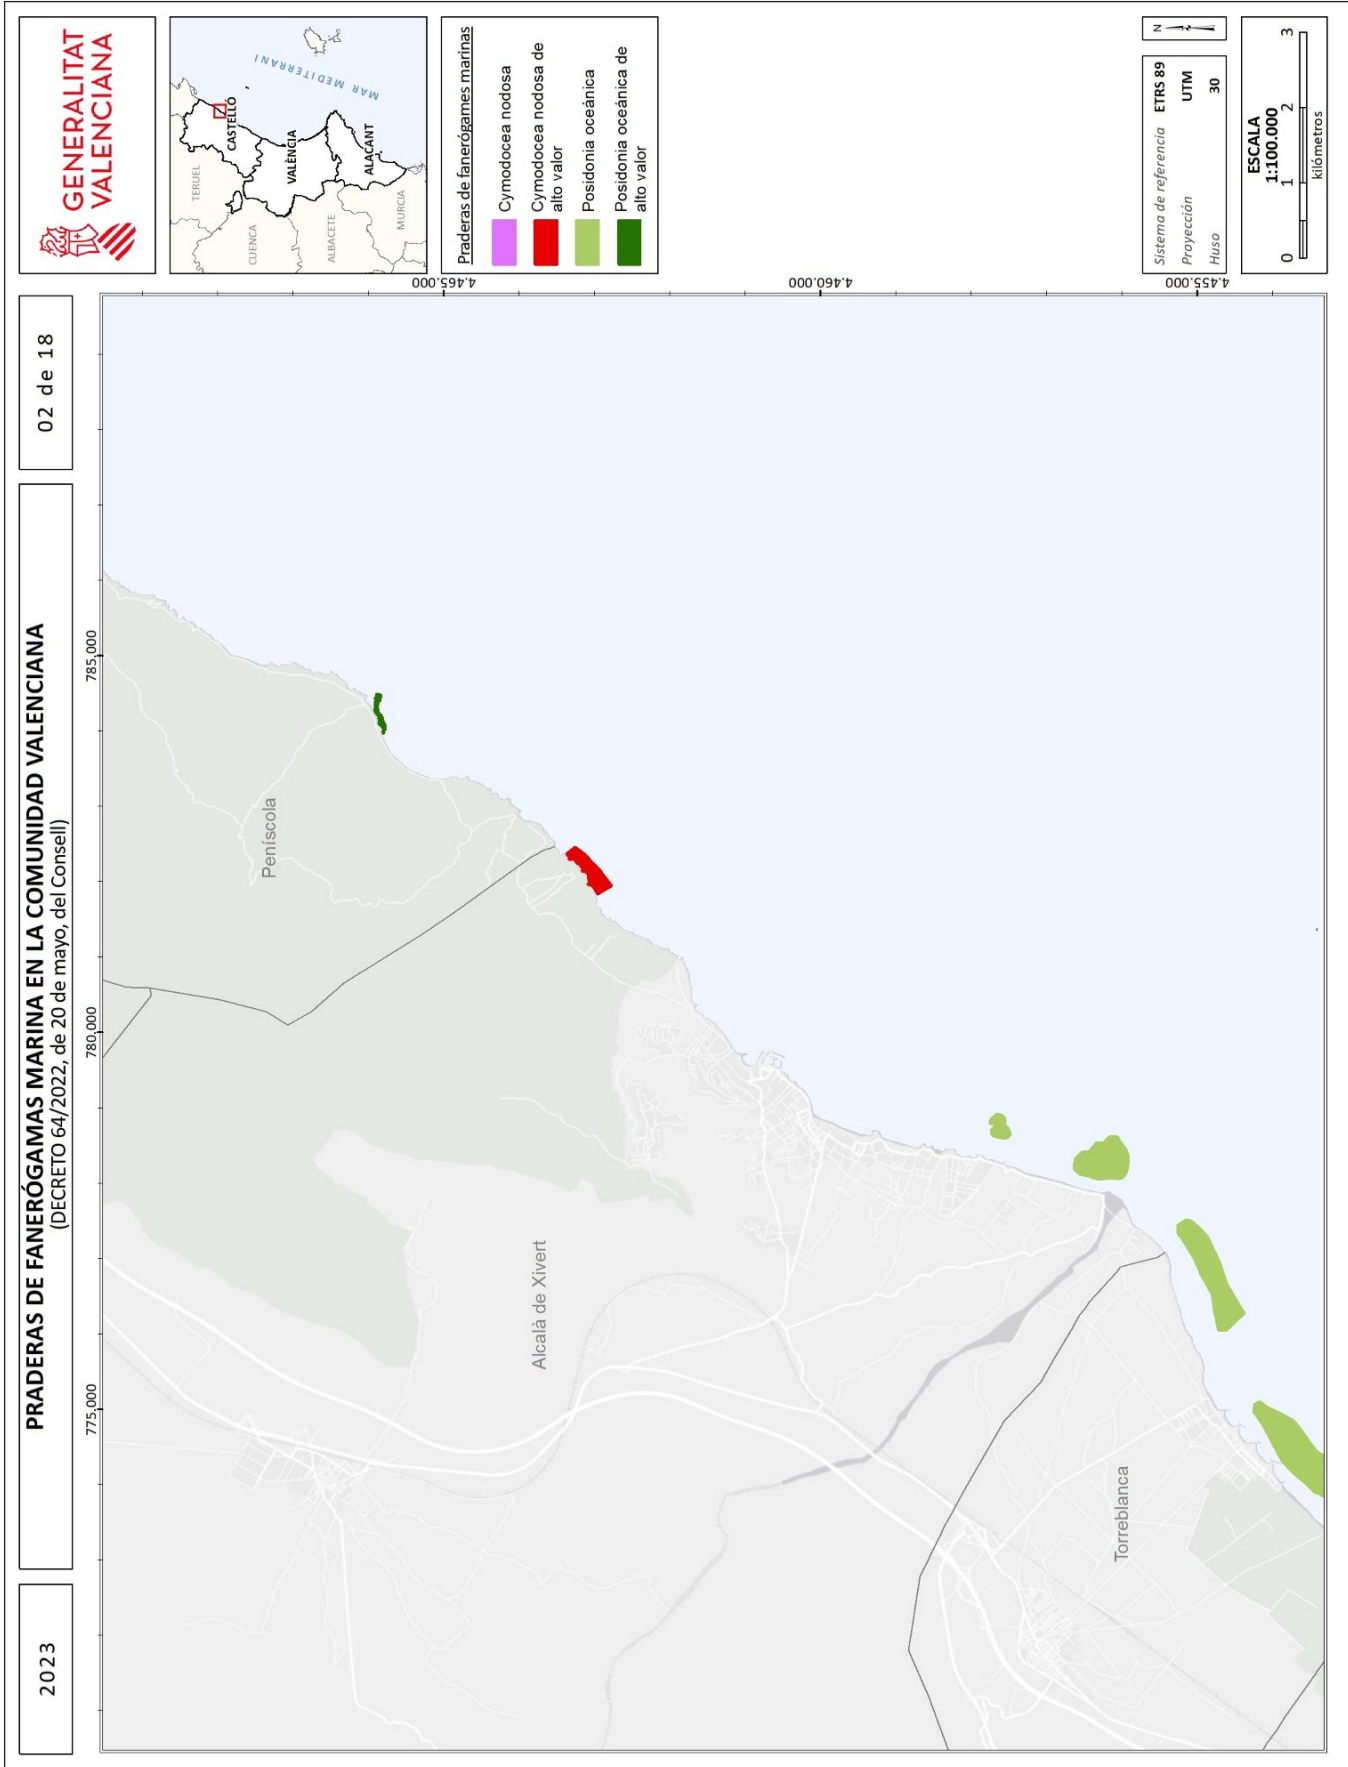 2023
PRADERAS DE FANERÓGAMAS MARINA EN LA COMUNIDAD VALENCIANA
(DECRETO 64/2022, de 20 de mayo, del Consell)
02 de 18
GENERALITAT
VALENCIANA
TERUEL
CASTELLÓ
CUENCA
VALÈNCIA
ALBACETE
ALACANT
MURCIA
MAR MEDITERRANI
Praderas de fanerógames marinas
Cymodocea nodosa
Cymodocea nodosa de
alto valor
Posidonia oceánica
Posidonia oceánica de
alto valor
775.000
780.000
785.000
4.465.000
4.460.000
4.455.000
Peníscola
Alcalà de Xivert
Torreblanca
Sistema de referencia ETRS 89
Proyección UTM
Huso 30
N
ESCALA
1:100.000
0 1 2 3
kilómetros